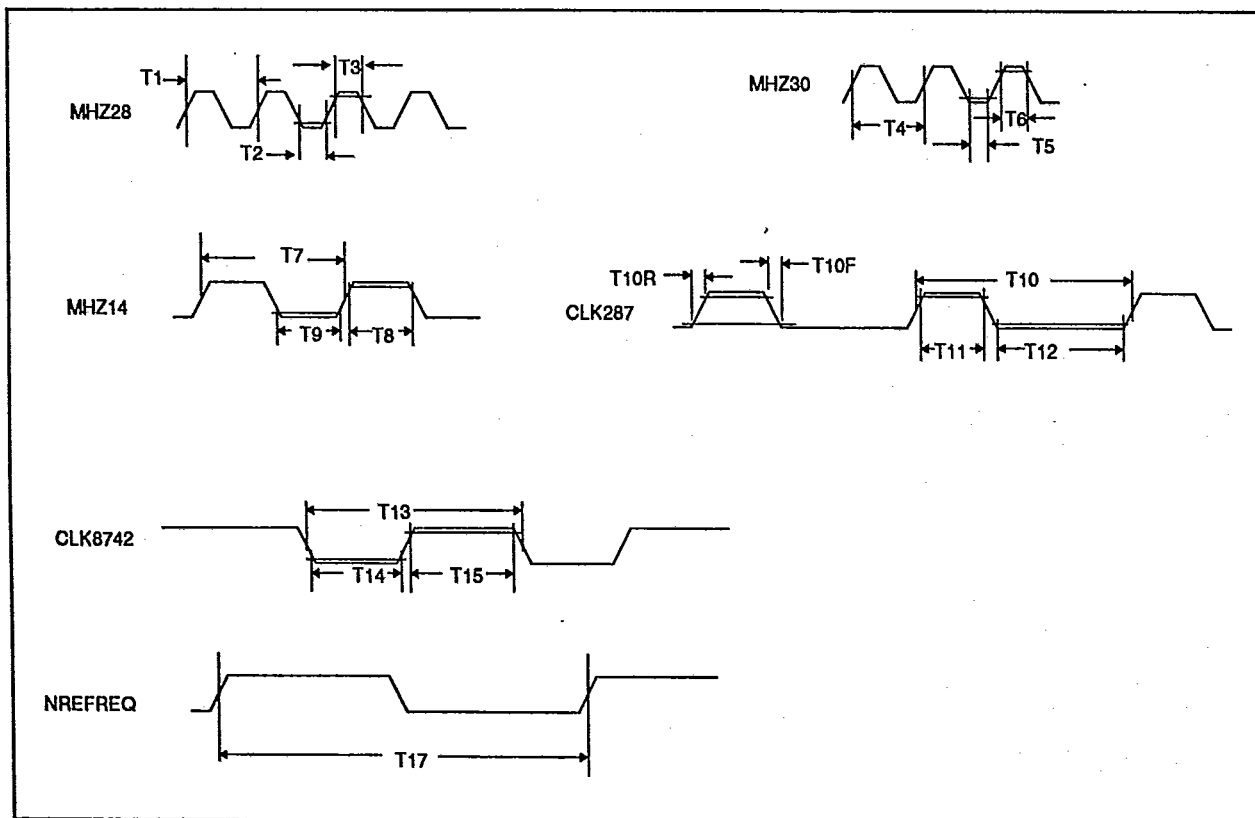 T1
T3
MHZ28
T2
MHZ30
T4
T6
T5
T7
MHZ14
T9
T8
T10R
T10F
T10
CLK287
T11
T12
T13
CLK8742
T14
T15
NREFREQ
T17